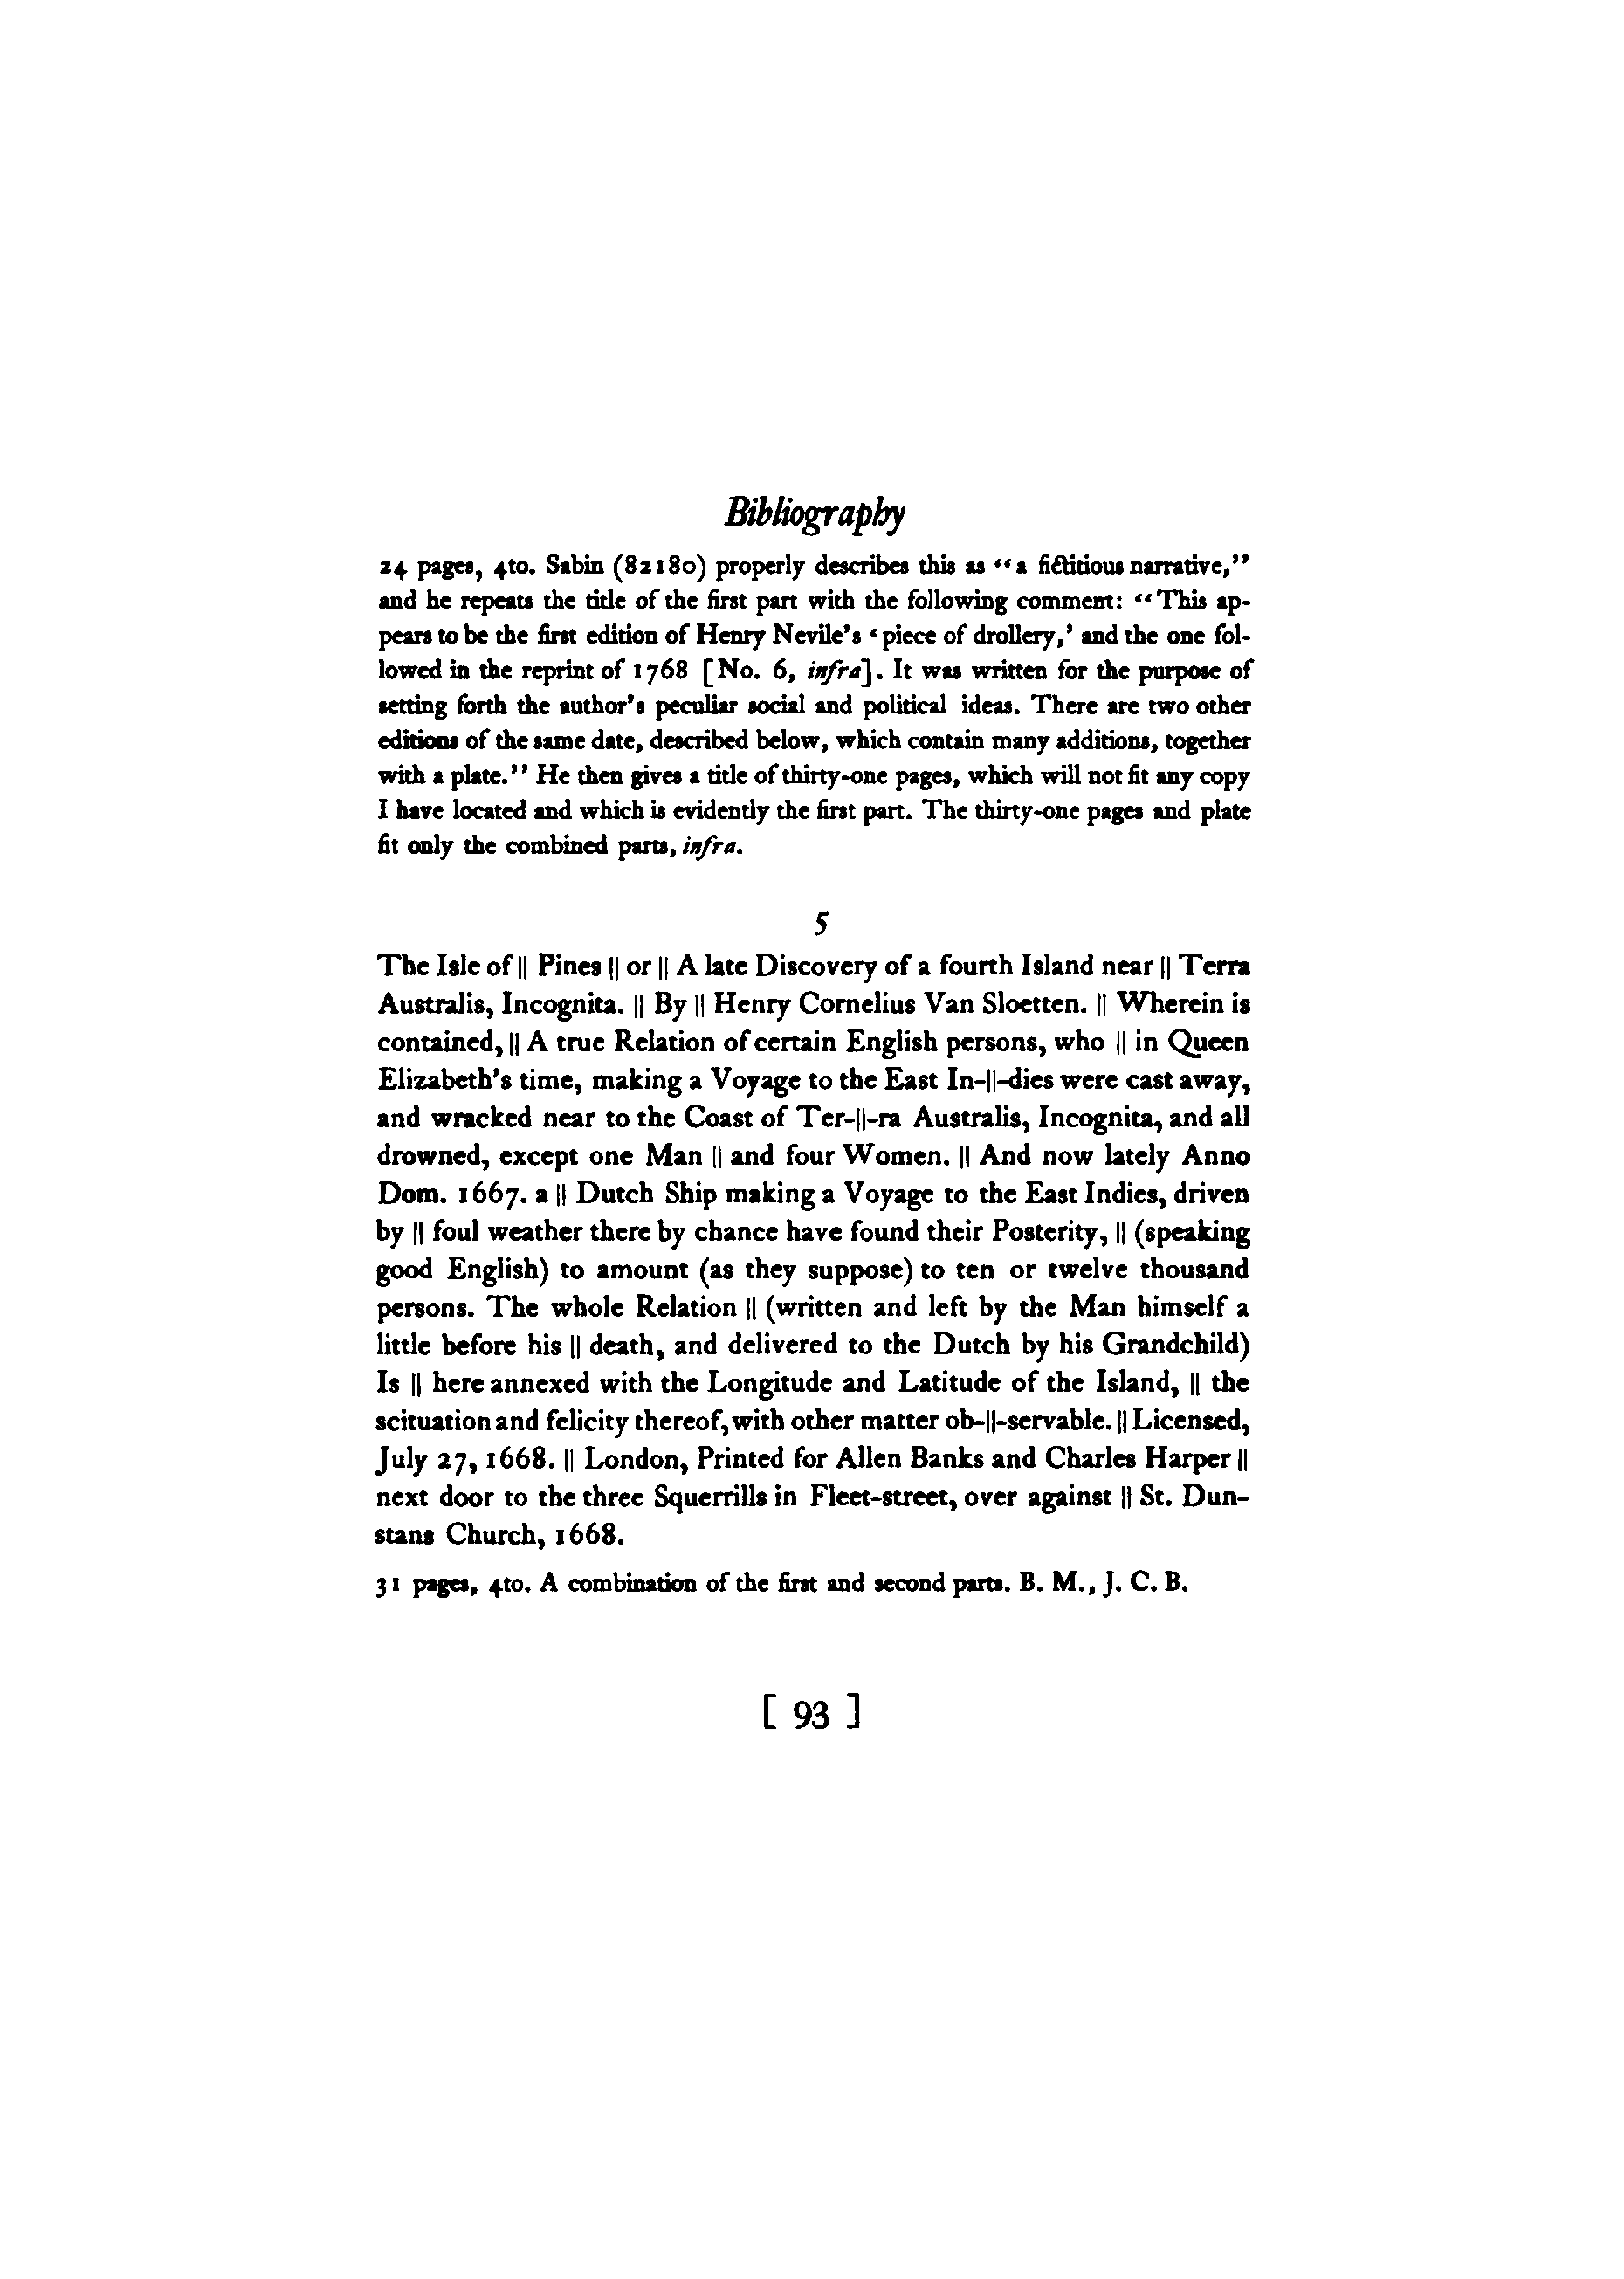 Bibliography
24 pages, 4to. Sabin (82180) properly describes this as “a fictitious narrative,”
and he repeats the title of the first part with the following comment: “This ap-
pears to be the first edition of Henry Nevile’s ‘piece of drollery,’ and the one fol-
lowed in the reprint of 1768 [No. 6, infra]. It was written for the purpose of
setting forth the author’s peculiar social and political ideas. There are two other
editions of the same date, described below, which contain many additions, together
with a plate.” He then gives a title of thirty-one pages, which will not fit any copy
I have located and which is evidently the first part. The thirty-one pages and plate
fit only the combined parts, infra.
5
The Isle of || Pines || or || A late Discovery of a fourth Island near || Terra
Australis, Incognita. || By || Henry Cornelius Van Sloetten. || Wherein is
contained, || A true Relation of certain English persons, who || in Queen
Elizabeth’s time, making a Voyage to the East In-||-dies were cast away,
and wracked near to the Coast of Ter-||-ra Australis, Incognita, and all
drowned, except one Man || and four Women. || And now lately Anno
Dom. 1667. a || Dutch Ship making a Voyage to the East Indies, driven
by || foul weather there by chance have found their Posterity, || (speaking
good English) to amount (as they suppose) to ten or twelve thousand
persons. The whole Relation || (written and left by the Man himself a
little before his || death, and delivered to the Dutch by his Grandchild)
Is || here annexed with the Longitude and Latitude of the Island, || the
scituation and felicity thereof, with other matter ob-||-servable. || Licensed,
July 27, 1668. || London, Printed for Allen Banks and Charles Harper ||
next door to the three Squerrills in Fleet-street, over against || St. Dun-
stans Church, 1668.
31 pages, 4to. A combination of the first and second parts. B. M., J. C. B.
[ 93 ]